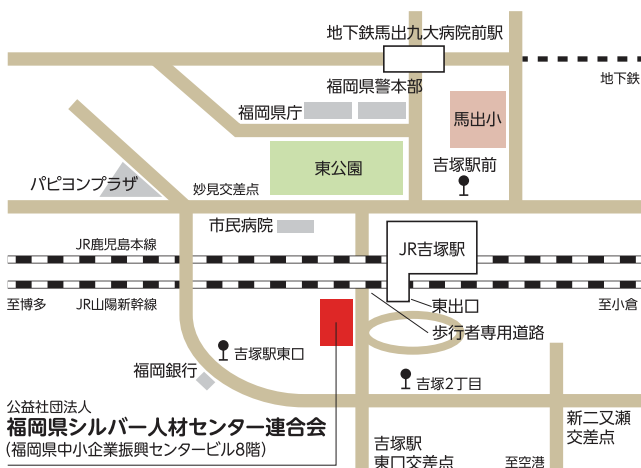 地下鉄馬出九大病院前駅
地下鉄
福岡県警本部
福岡県庁
馬出小
東公園
吉塚駅前
パピヨンプラザ
妙見交差点
市民病院
JR鹿児島本線
JR吉塚駅
至博多
JR山陽新幹線
東出口
至小倉
歩行者専用道路
吉塚駅東口
福岡銀行
吉塚2丁目
公益社団法人
福岡県シルバー人材センター連合会
(福岡県中小企業振興センタービル8階)
新二又瀬
交差点
吉塚駅
東口交差点
至空港